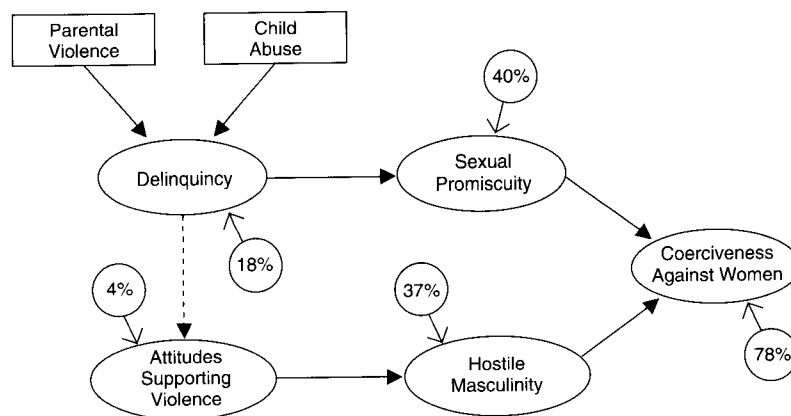 Parental
Violence
Child
Abuse
40%
Delinquency
Sexual
Promiscuity
18%
Coerciveness
Against Women
4%
37%
78%
Attitudes
Supporting
Violence
Hostile
Masculinity